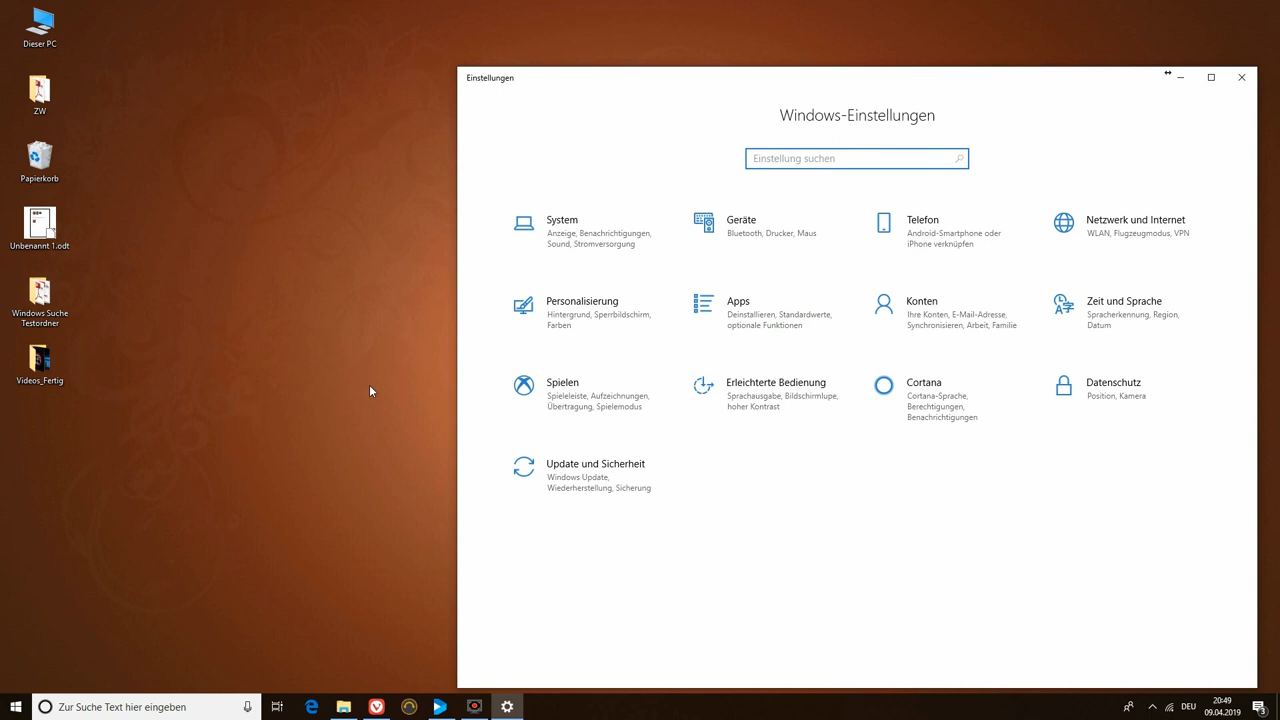 Dieser PC
ZW
Papierkorb
Unbenannt 1.odt
Windows Suche
Testordner
Videos_Fertig
Einstellungen
Windows-Einstellungen
Einstellung suchen
System
Anzeige, Benachrichtigungen,
Sound, Stromversorgung
Geräte
Bluetooth, Drucker, Maus
Telefon
Android-Smartphone oder
iPhone verknüpfen
Netzwerk und Internet
WLAN, Flugzeugmodus, VPN
Personalisierung
Hintergrund, Sperrbildschirm,
Farben
Apps
Deinstallieren, Standardwerte,
optionale Funktionen
Konten
Ihre Konten, E-Mail-Adresse,
Synchronisieren, Arbeit, Familie
Zeit und Sprache
Spracherkennung, Region,
Datum
Spielen
Spieleleiste, Aufzeichnungen,
Übertragung, Spielemodus
Erleichterte Bedienung
Sprachausgabe, Bildschirmlupe,
hoher Kontrast
Cortana
Cortana-Sprache,
Berechtigungen,
Benachrichtigungen
Datenschutz
Position, Kamera
Update und Sicherheit
Windows Update,
Wiederherstellung, Sicherung
Zur Suche Text hier eingeben
DEU
20:49
09.04.2019
3